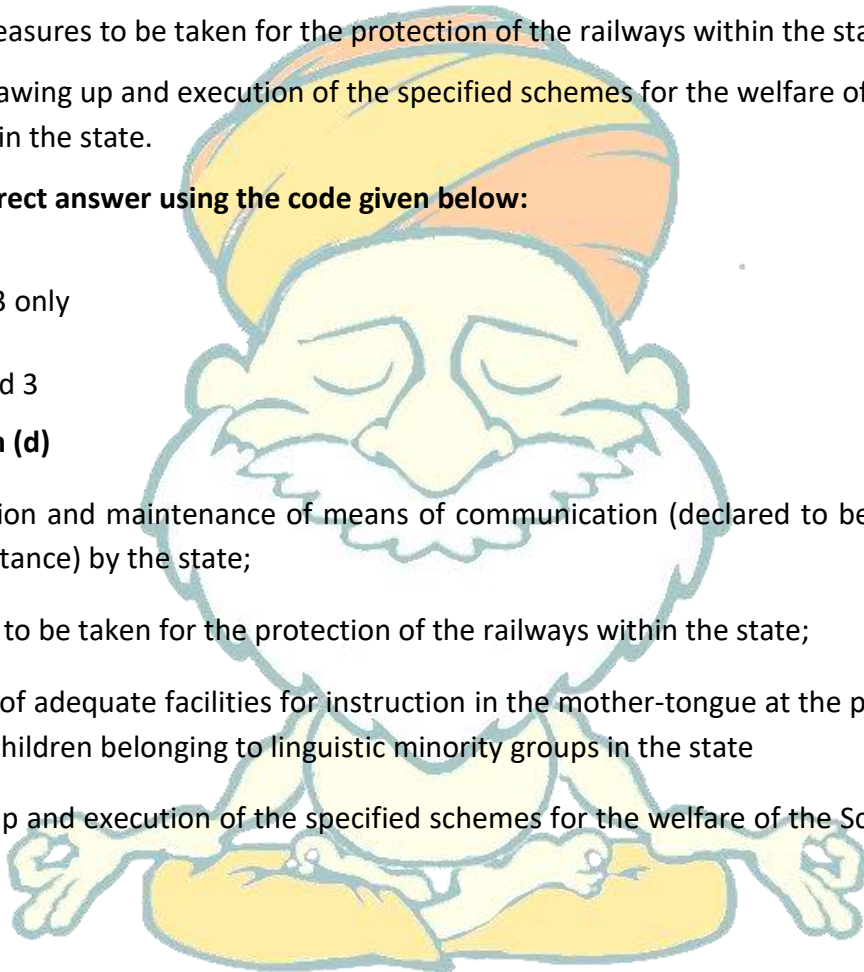 easures to be taken for the protection of the railways within the sta
awing up and execution of the specified schemes for the welfare of
in the state.
rect answer using the code given below:
3 only
d 3
n (d)
ion and maintenance of means of communication (declared to be
tance) by the state;
to be taken for the protection of the railways within the state;
of adequate facilities for instruction in the mother-tongue at the p
hildren belonging to linguistic minority groups in the state
p and execution of the specified schemes for the welfare of the Sc